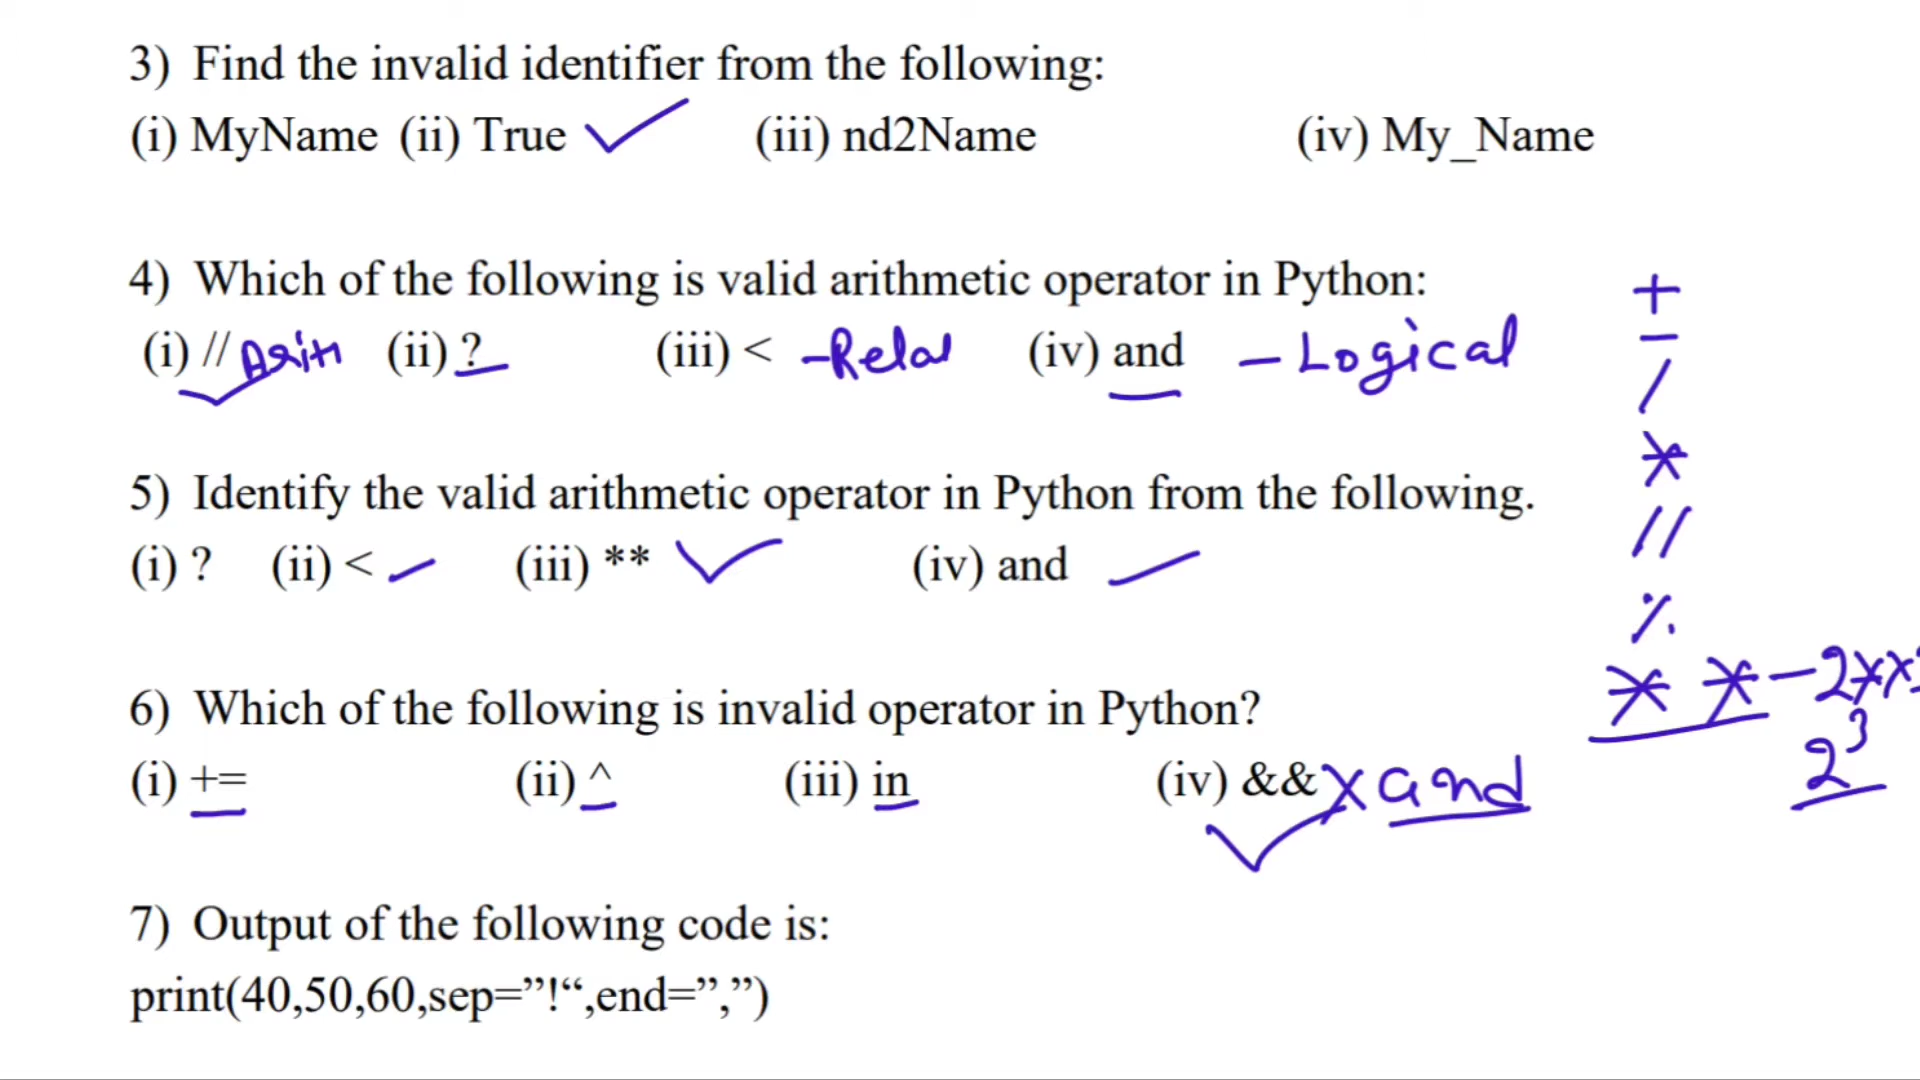 3) Find the invalid identifier from the following:
(i) MyName (ii) True (iii) nd2Name (iv) My_Name
4) Which of the following is valid arithmetic operator in Python:
+
-
(i) // Arith (ii) ? (iii) < -Relal (iv) and - Logical
/
*
5) Identify the valid arithmetic operator in Python from the following.
//
(i) ? (ii) < (iii) ** (iv) and
%
* * - 2**
6) Which of the following is invalid operator in Python?
2³
(i) += (ii) ^ (iii) in (iv) && X and
7) Output of the following code is:
print(40,50,60,sep=”!“,end=”,”)